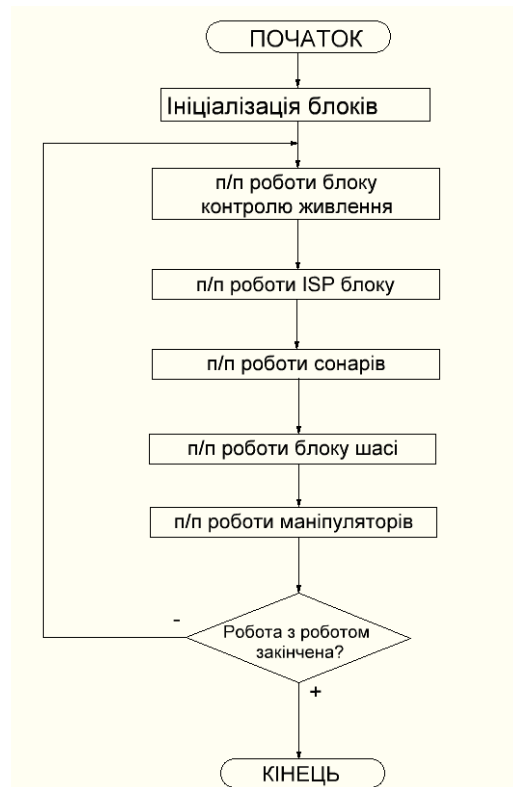 ПОЧАТОК
Ініціалізація блоків
п/п роботи блоку
контролю живлення
п/п роботи ISP блоку
п/п роботи сонарів
п/п роботи блоку шасі
п/п роботи маніпуляторів
-
Робота з роботом
закінчена?
+
КІНЕЦЬ